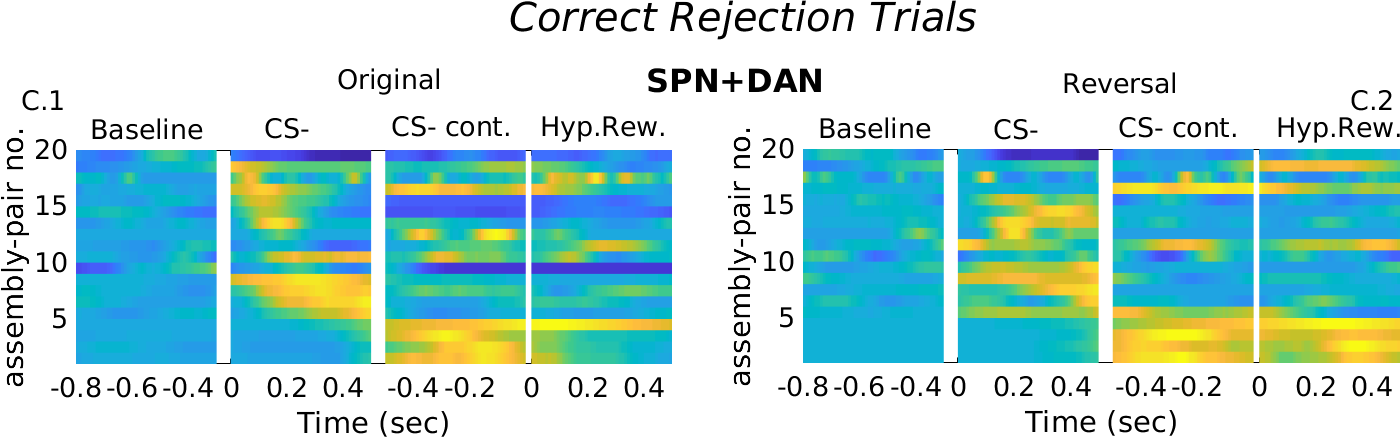 Correct Rejection Trials
Original SPN+DAN Reversal
C.1 C.2
Baseline CS- CS- cont. Hyp.Rew. Baseline CS- CS- cont. Hyp.Rew.
assembly-pair no. assembly-pair no.
20 20
15 15
10 10
5 5
-0.8 -0.6 -0.4 0 0.2 0.4 -0.4 -0.2 0 0.2 0.4 -0.8 -0.6 -0.4 0 0.2 0.4 -0.4 -0.2 0 0.2 0.4
Time (sec) Time (sec)